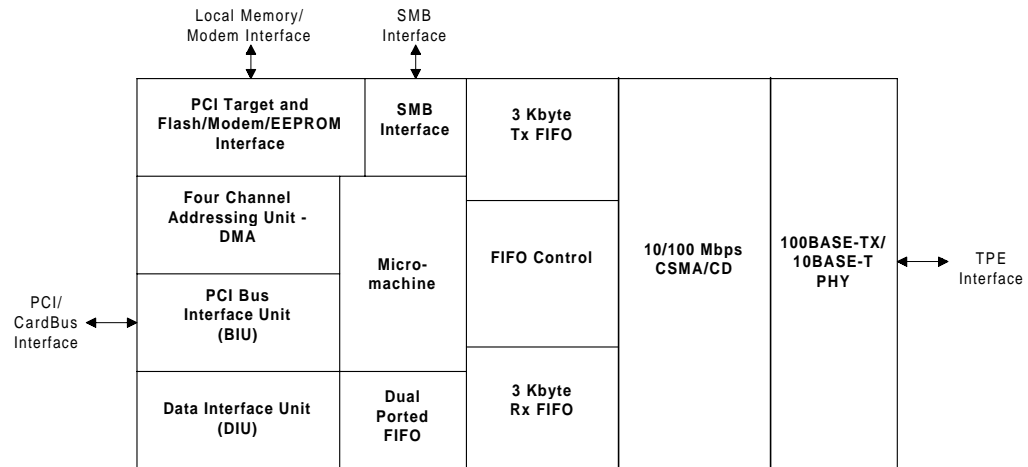 Local Memory/
Modem Interface
SMB
Interface
PCI Target and
Flash/Modem/EEPROM
Interface
SMB
Interface
3 Kbyte
Tx FIFO
Four Channel
Addressing Unit -
DMA
Micro-
machine
FIFO Control
10/100 Mbps
CSMA/CD
100BASE-TX/
10BASE-T
PHY
TPE
Interface
PCI/
CardBus
Interface
PCI Bus
Interface Unit
(BIU)
Data Interface Unit
(DIU)
Dual
Ported
FIFO
3 Kbyte
Rx FIFO